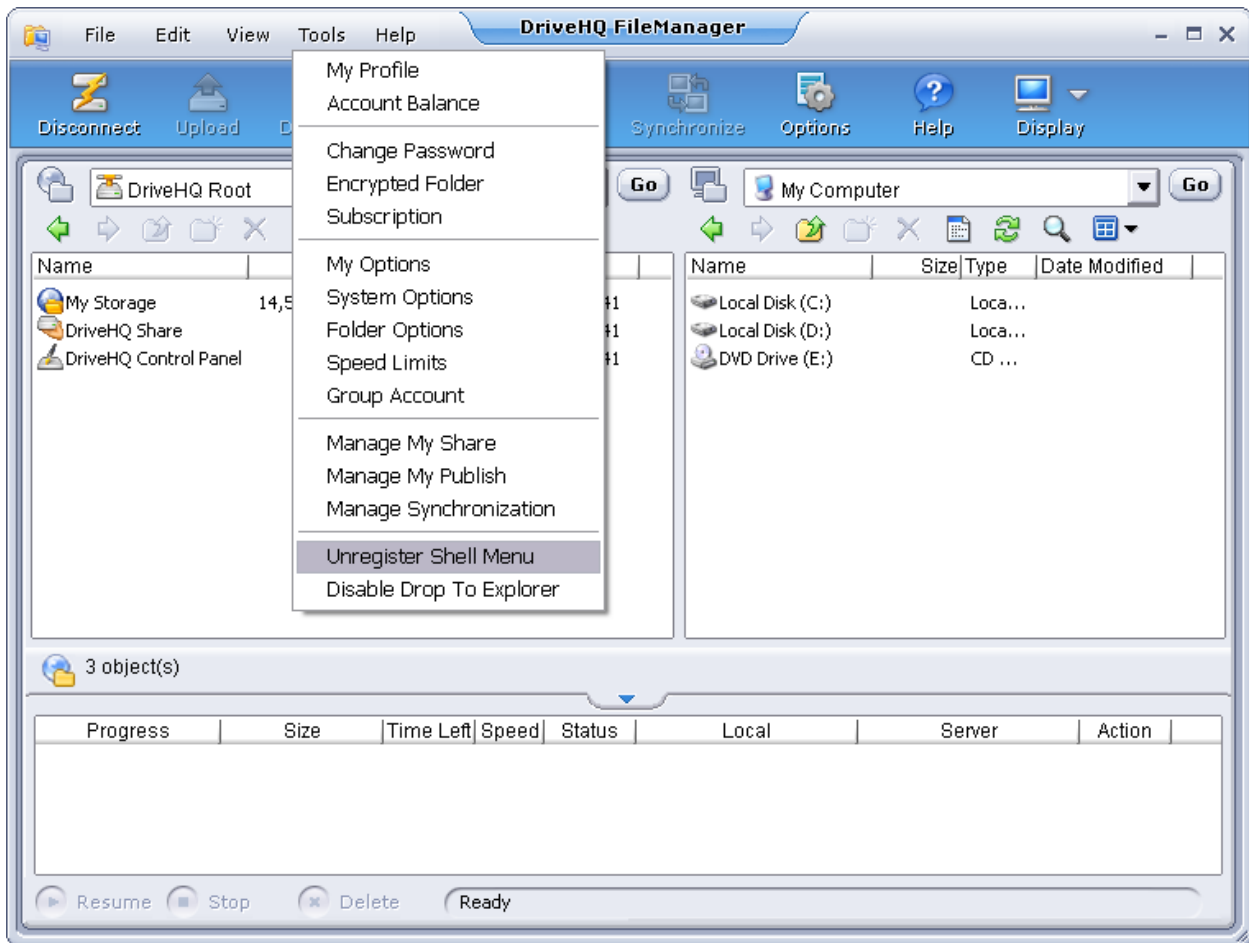 DriveHQ FileManager
File Edit View Tools Help
Disconnect Upload D Synchronize Options Help Display
My Profile
Account Balance
Change Password
Encrypted Folder
Subscription
My Options
System Options
Folder Options
Speed Limits
Group Account
Manage My Share
Manage My Publish
Manage Synchronization
Unregister Shell Menu
Disable Drop To Explorer
DriveHQ Root Go
Name
My Storage 14,5
DriveHQ Share
DriveHQ Control Panel
My Computer Go
Name Size Type Date Modified
Local Disk (C:) Loca...
Local Disk (D:) Loca...
DVD Drive (E:) CD ...
3 object(s)
Progress Size Time Left Speed Status Local Server Action
Resume Stop Delete Ready